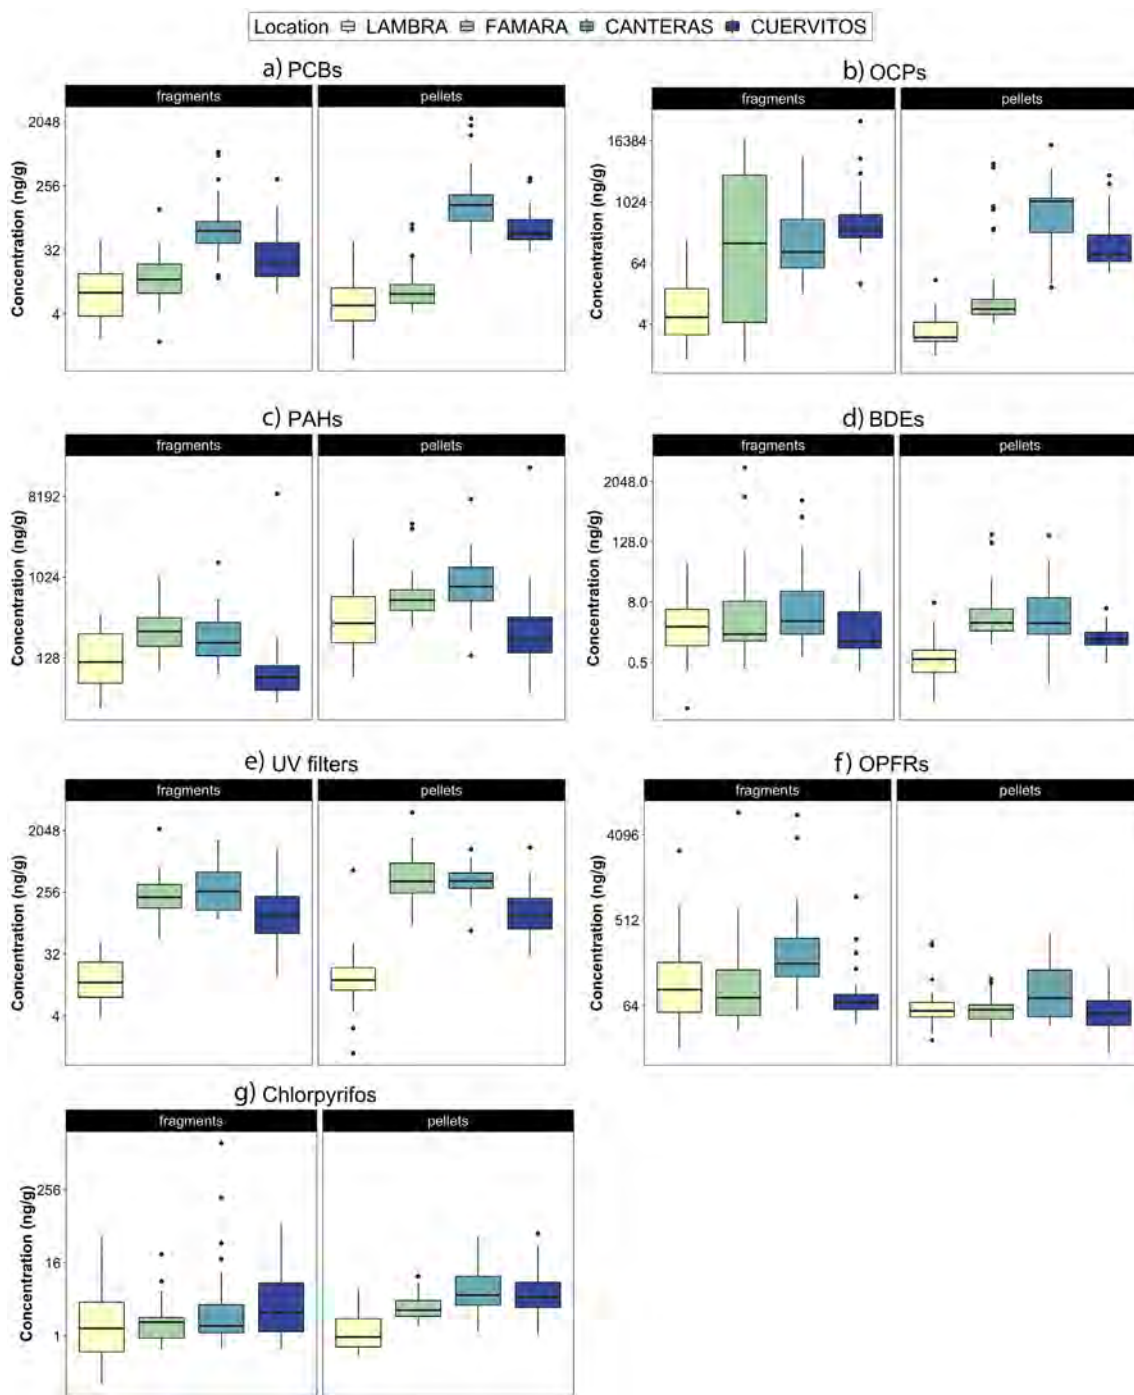 Location LAMBRA FAMARA CANTERAS CUERVITOS
a) PCBs
fragments pellets
Concentration (ng/g)
2048
256
32
4
b) OCPs
fragments pellets
Concentration (ng/g)
16384
1024
64
4
c) PAHs
fragments pellets
Concentration (ng/g)
8192
1024
128
d) BDEs
fragments pellets
Concentration (ng/g)
2048.0
128.0
8.0
0.5
e) UV filters
fragments pellets
Concentration (ng/g)
2048
256
32
4
f) OPFRs
fragments pellets
Concentration (ng/g)
4096
512
64
g) Chlorpyrifos
fragments pellets
Concentration (ng/g)
256
16
1